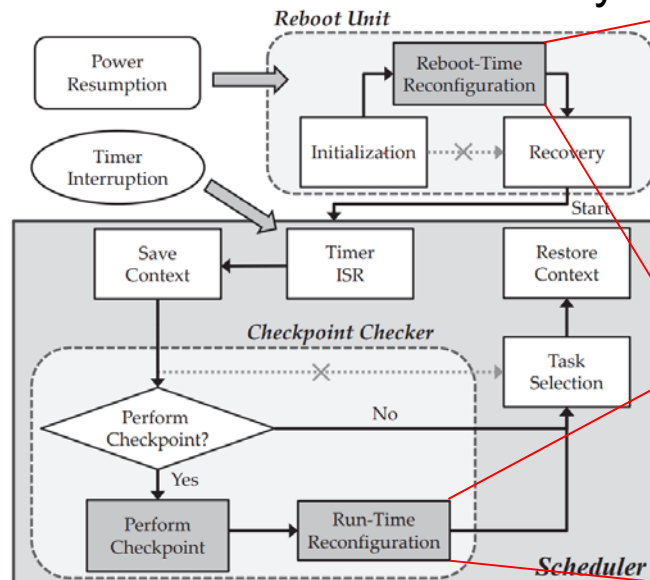 Reboot Unit
Power
Resumption
Reboot-Time
Reconfiguration
Initialization
Recovery
Timer
Interruption
Start
Save
Context
Timer
ISR
Restore
Context
Checkpoint Checker
Task
Selection
Perform
Checkpoint?
No
Yes
Perform
Checkpoint
Run-Time
Reconfiguration
Scheduler